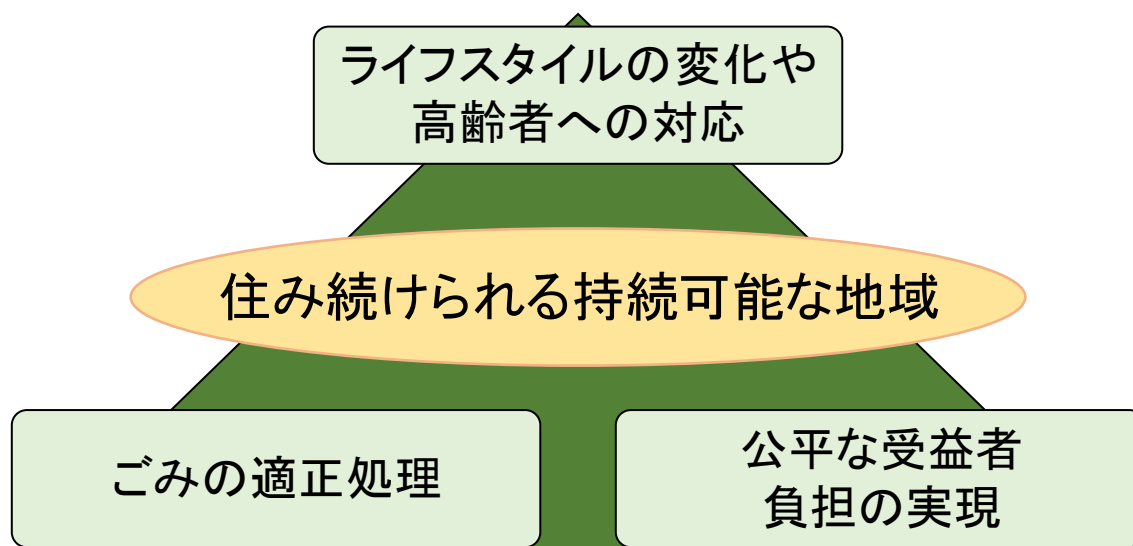 ライフスタイルの変化や
高齢者への対応
住み続けられる持続可能な地域
ごみの適正処理
公平な受益者
負担の実現